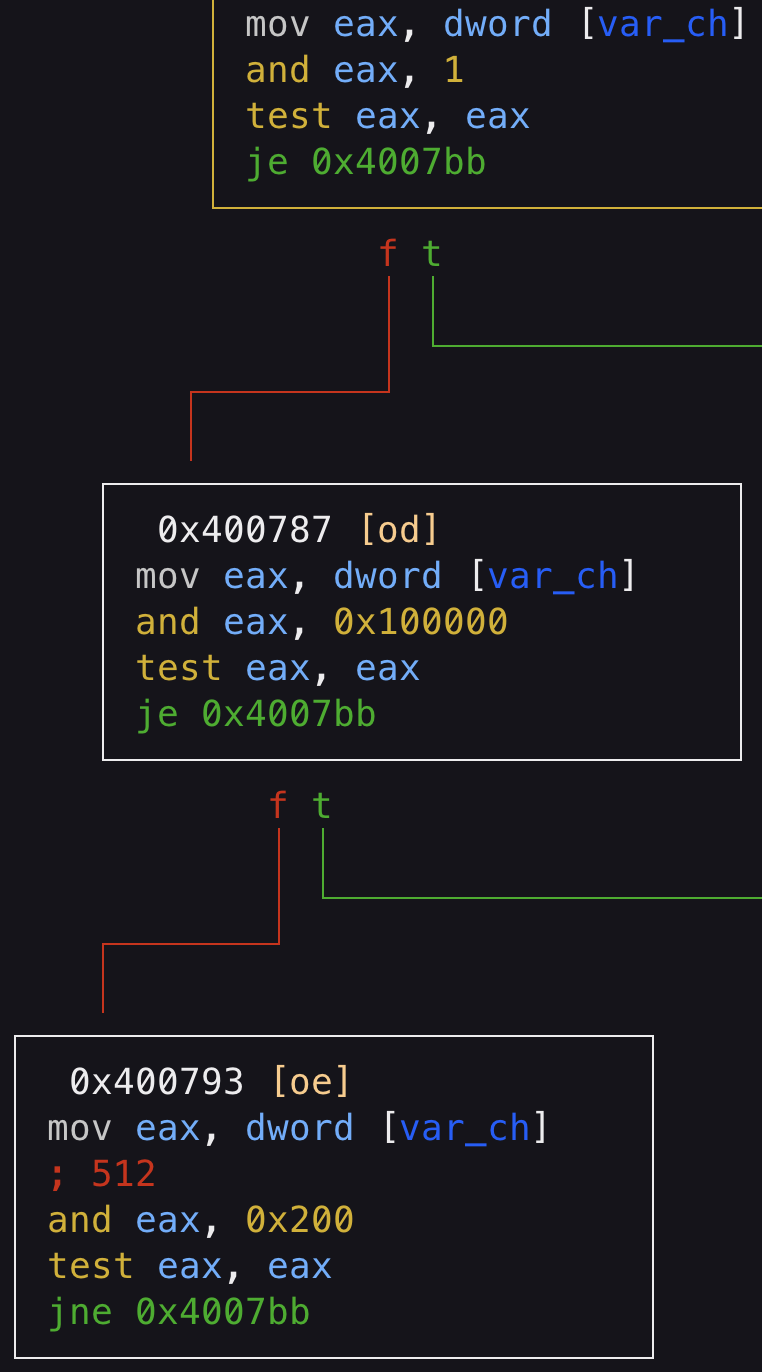 mov eax, dword [var_ch]
and eax, 1
test eax, eax
je 0x4007bb
f t
0x400787 [od]
mov eax, dword [var_ch]
and eax, 0x100000
test eax, eax
je 0x4007bb
f t
0x400793 [oe]
mov eax, dword [var_ch]
; 512
and eax, 0x200
test eax, eax
jne 0x4007bb